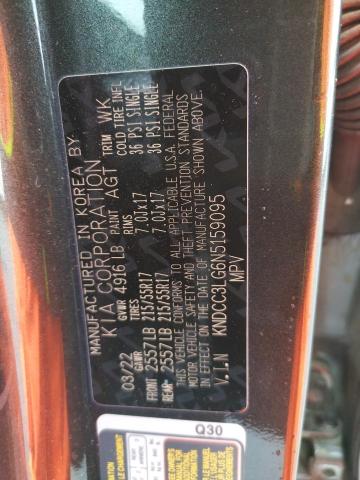 MANUFACTURED IN KOREA BY:
KIA CORPORATION
03/22 GVWR 4916 LB PAINT AGT TRIM WK
GAWR TIRES RIMS COLD TIRE INFL
FRONT 2557LB 215/55R17 7.0JX17 36 PSI SINGLE
REAR 2557LB 215/55R17 7.0JX17 36 PSI SINGLE
THIS VEHICLE CONFORMS TO ALL APPLICABLE U.S.A. FEDERAL
MOTOR VEHICLE SAFETY AND THEFT PREVENTION STANDARDS
IN EFFECT ON THE DATE OF MANUFACTURE SHOWN ABOVE.
V.I.N KNDCC3LG6N5159095
MPV
Q30